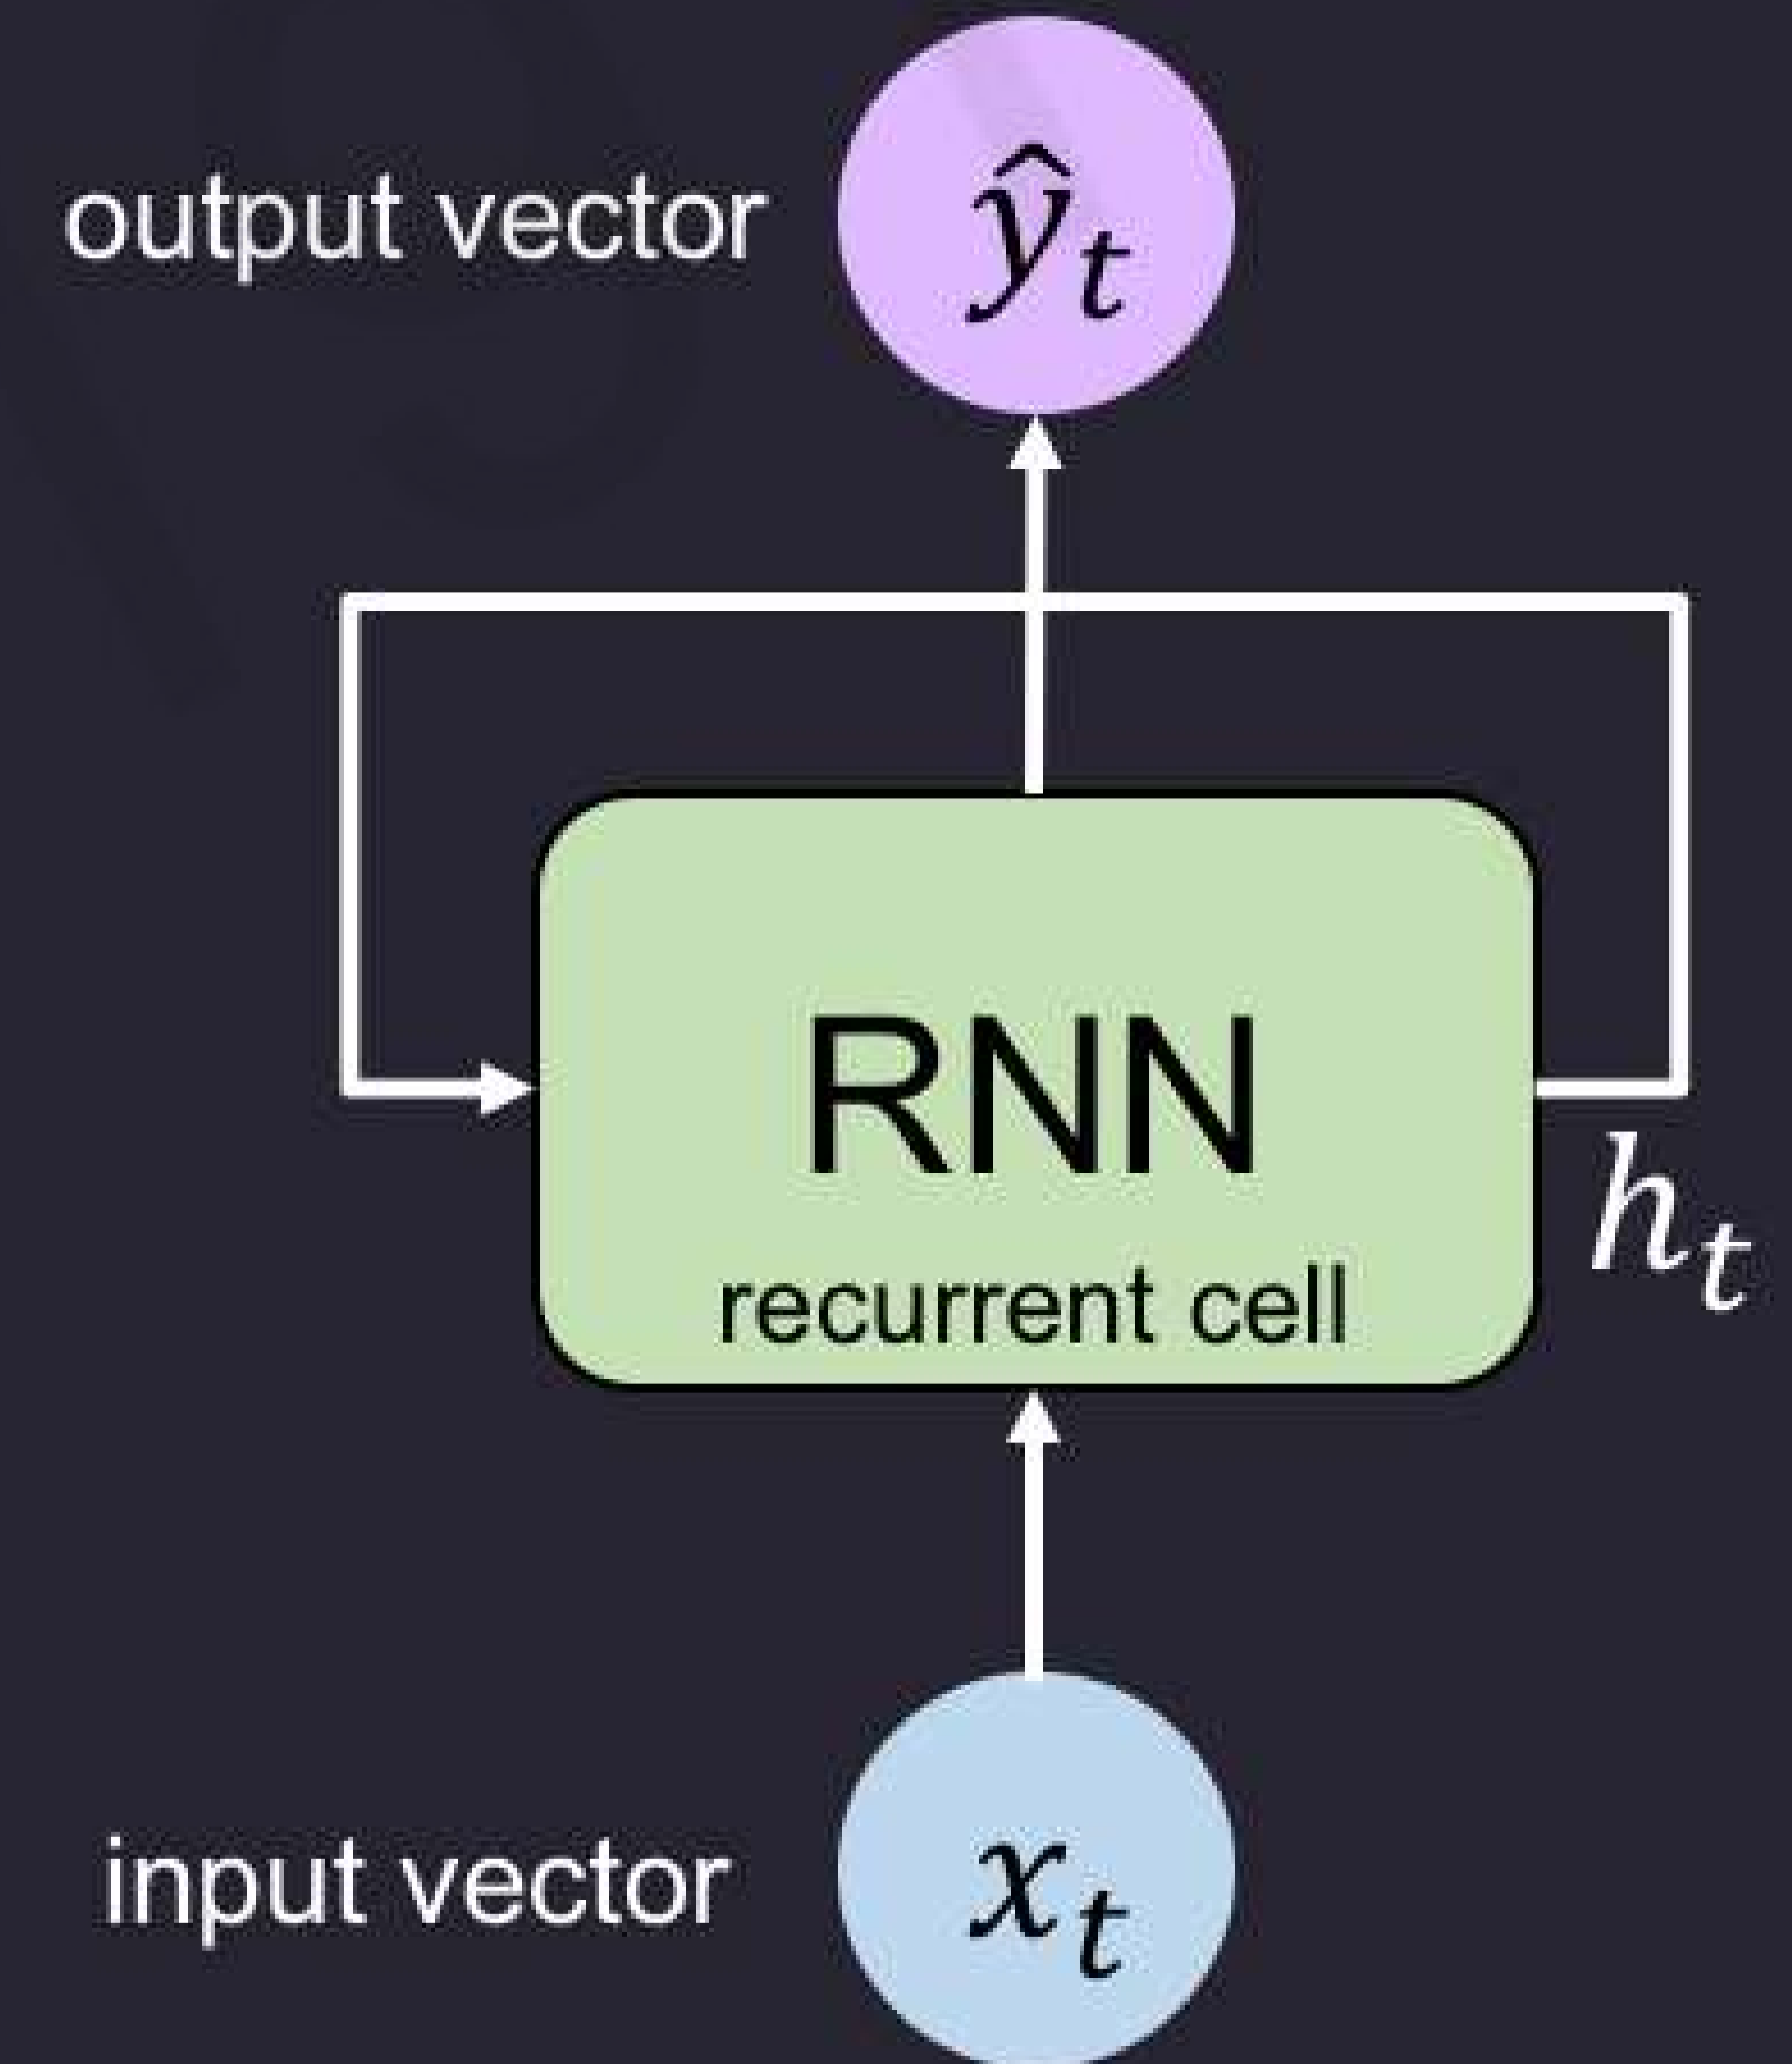 output vector
ŷt
RNN
recurrent cell
ht
input vector
xt